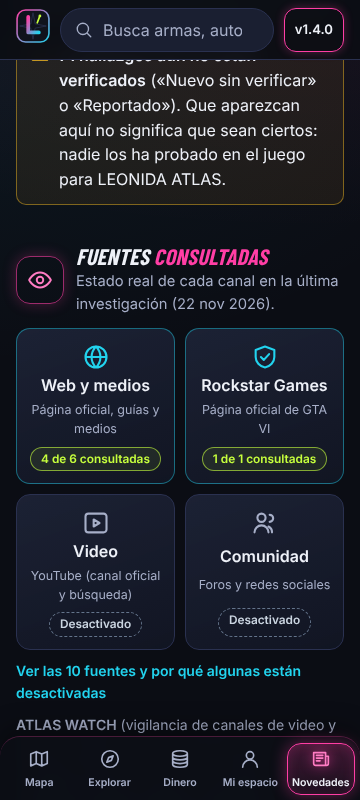 Busca armas, auto
v1.4.0
verificados («Nuevo sin verificar»
o «Reportado»). Que aparezcan
aquí no significa que sean ciertos:
nadie los ha probado en el juego
para LEONIDA ATLAS.
FUENTES CONSULTADAS
Estado real de cada canal en la última
investigación (22 nov 2026).
Web y medios
Página oficial, guías y
medios
4 de 6 consultadas
Rockstar Games
Página oficial de GTA
VI
1 de 1 consultadas
Video
YouTube (canal oficial
y búsqueda)
Desactivado
Comunidad
Foros y redes sociales
Desactivado
Ver las 10 fuentes y por qué algunas están
desactivadas
ATLAS WATCH (vigilancia de canales de video y
Mapa
Explorar
Dinero
Mi espacio
Novedades